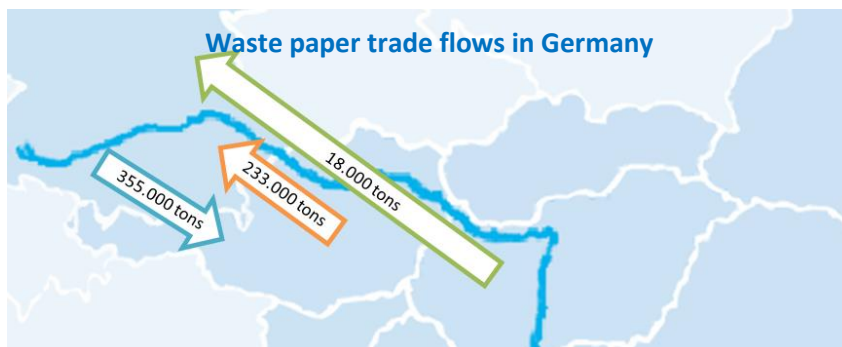 Waste paper trade flows in Germany
18.000 tons
233.000 tons
355.000 tons